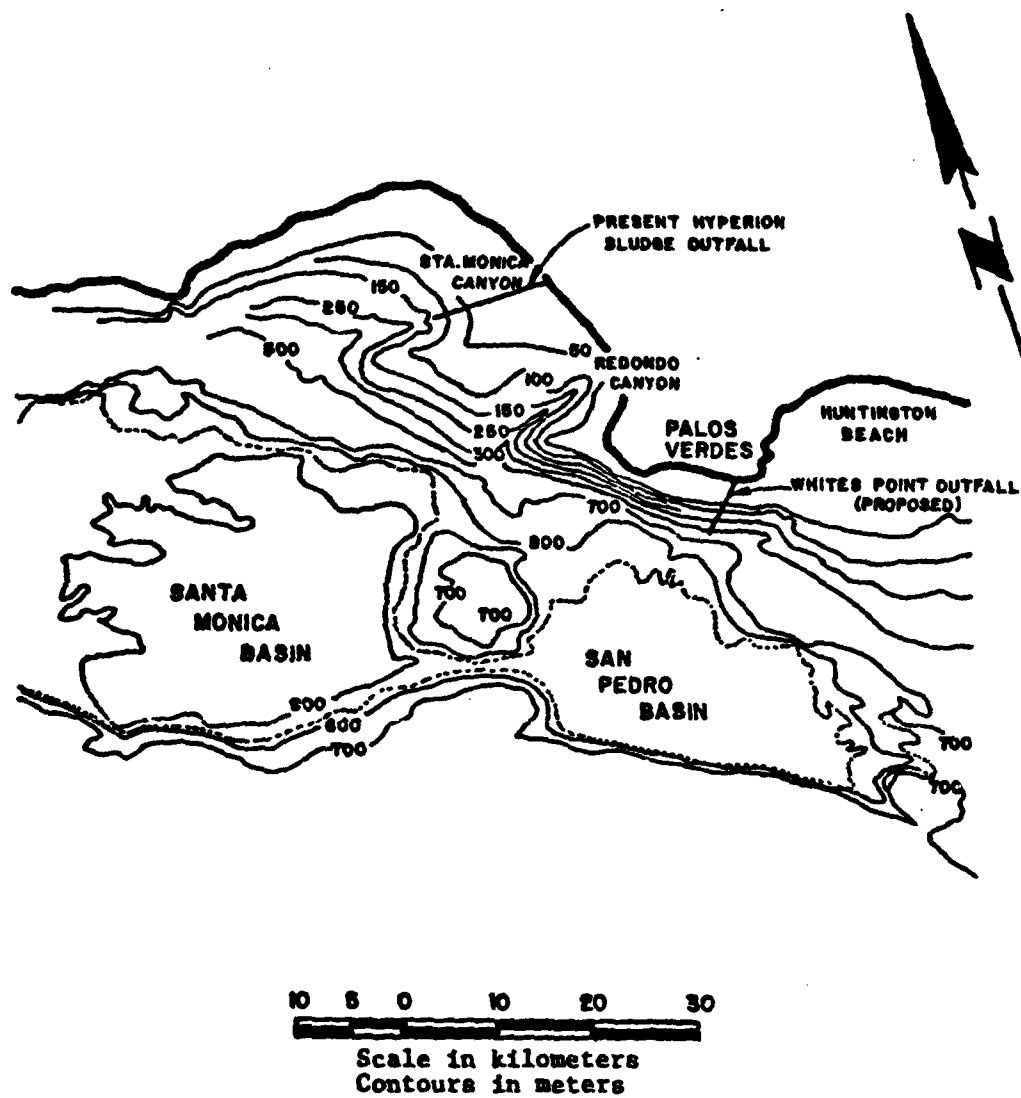 PRESENT HYPERION
SLUDGE OUTFALL
STA. MONICA
CANYON
150
250
500
50
REDONDO
CANYON
100
150
250
300
PALOS
VERDES
HUNTINGTON
BEACH
WHITES POINT OUTFALL
(PROPOSED)
700
800
N
SANTA
MONICA
BASIN
700
700
SAN
PEDRO
BASIN
800
700
700
700
10 5 0 10 20 30
Scale in kilometers
Contours in meters